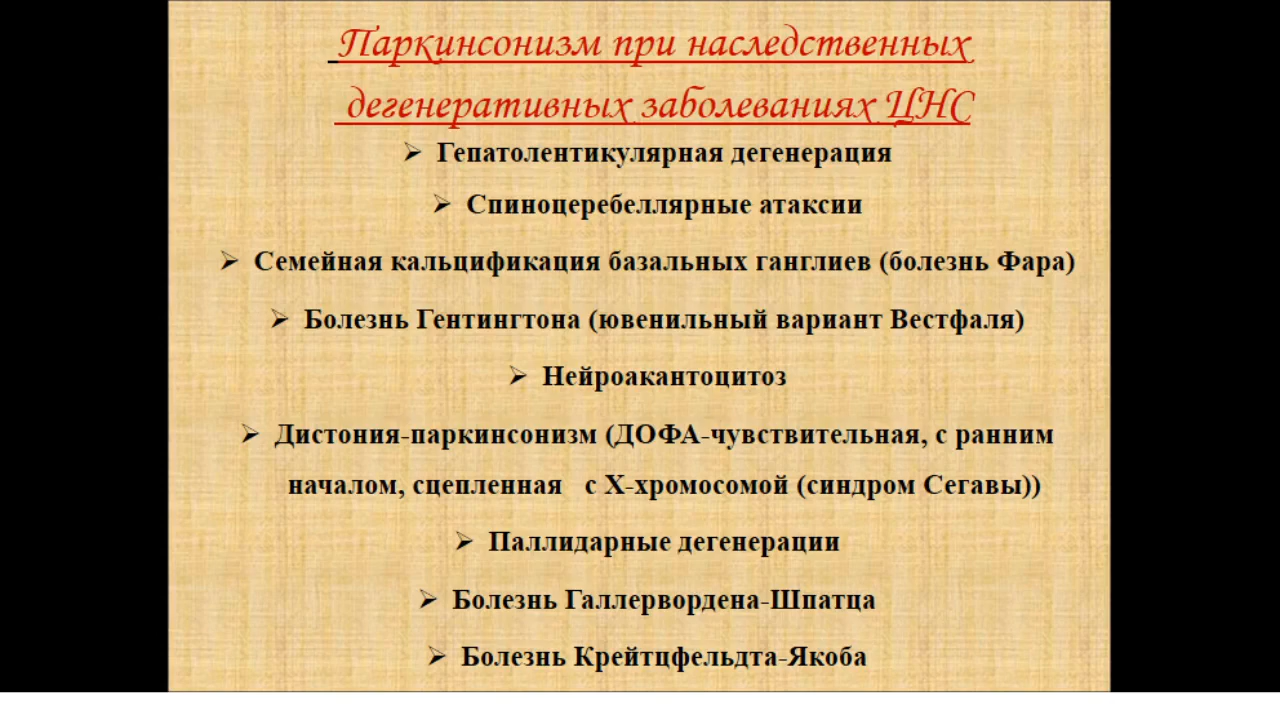 Паркинсонизм при наследственных
дегенеративных заболеваниях ЦНС
➢ Гепатолентикулярная дегенерация
➢ Спиноцеребеллярные атаксии
➢ Семейная кальцификация базальных ганглиев (болезнь Фара)
➢ Болезнь Гентингтона (ювенильный вариант Вестфаля)
➢ Нейроакантоцитоз
➢ Дистония-паркинсонизм (ДОФА-чувствительная, с ранним
началом, сцепленная с Х-хромосомой (синдром Сегавы))
➢ Паллидарные дегенерации
➢ Болезнь Галлервордена-Шпатца
➢ Болезнь Крейтцфельдта-Якоба